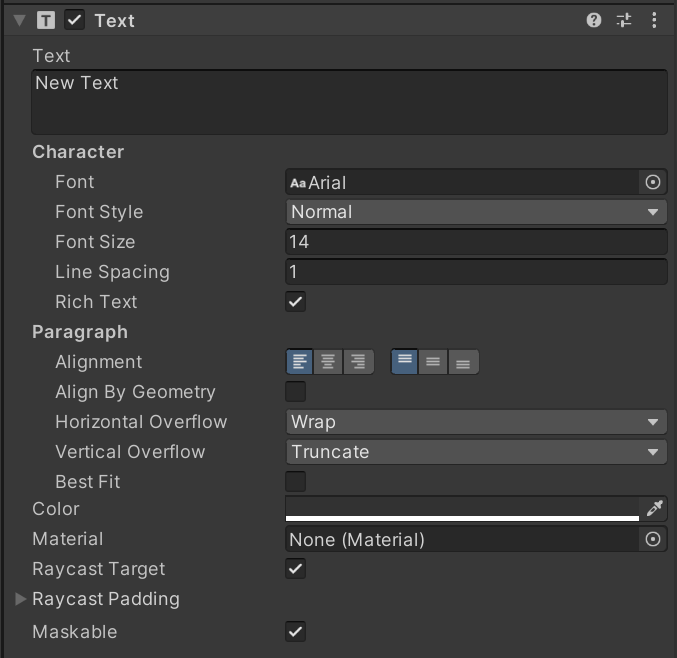 T Text
Text
New Text
Character
Font Aa Arial
Font Style Normal
Font Size 14
Line Spacing 1
Rich Text
Paragraph
Alignment
Align By Geometry
Horizontal Overflow Wrap
Vertical Overflow Truncate
Best Fit
Color
Material None (Material)
Raycast Target
Raycast Padding
Maskable